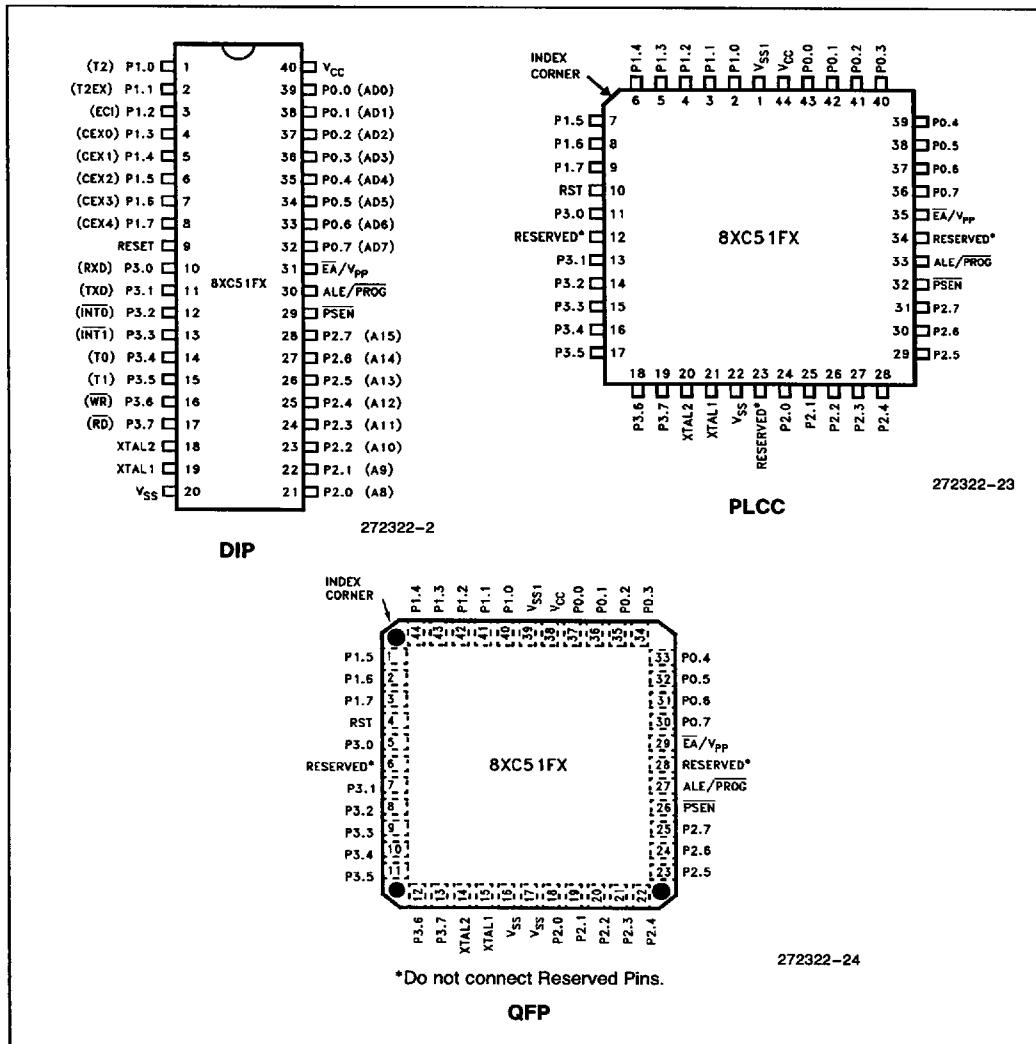 (T2) P1.0 1 40 VCC
(T2EX) P1.1 2 39 P0.0 (AD0)
(ECI) P1.2 3 38 P0.1 (AD1)
(CEX0) P1.3 4 37 P0.2 (AD2)
(CEX1) P1.4 5 36 P0.3 (AD3)
(CEX2) P1.5 6 35 P0.4 (AD4)
(CEX3) P1.6 7 34 P0.5 (AD5)
(CEX4) P1.7 8 33 P0.6 (AD6)
RESET 9 32 P0.7 (AD7)
(RXD) P3.0 10 31 E̅A̅/VPP
8XC51FX
(TXD) P3.1 11 30 ALE/P̅R̅O̅G̅
(I̅N̅T̅0̅) P3.2 12 29 P̅S̅E̅N̅
(I̅N̅T̅1̅) P3.3 13 28 P2.7 (A15)
(T0) P3.4 14 27 P2.6 (A14)
(T1) P3.5 15 26 P2.5 (A13)
(W̅R̅) P3.6 16 25 P2.4 (A12)
(R̅D̅) P3.7 17 24 P2.3 (A11)
XTAL2 18 23 P2.2 (A10)
XTAL1 19 22 P2.1 (A9)
VSS 20 21 P2.0 (A8)
272322-2
DIP
INDEX
CORNER
P1.4 P1.3 P1.2 P1.1 P1.0 VSS1 VCC P0.0 P0.1 P0.2 P0.3
6 5 4 3 2 1 44 43 42 41 40
P1.5 7 39 P0.4
P1.6 8 38 P0.5
P1.7 9 37 P0.6
RST 10 36 P0.7
P3.0 11 35 E̅A̅/VPP
RESERVED* 12 8XC51FX 34 RESERVED*
P3.1 13 33 ALE/P̅R̅O̅G̅
P3.2 14 32 P̅S̅E̅N̅
P3.3 15 31 P2.7
P3.4 16 30 P2.6
P3.5 17 29 P2.5
18 19 20 21 22 23 24 25 26 27 28
P3.6 P3.7 XTAL2 XTAL1 VSS RESERVED* P2.0 P2.1 P2.2 P2.3 P2.4
272322-23
PLCC
INDEX
CORNER
P1.4 P1.3 P1.2 P1.1 P1.0 VSS1 VCC P0.0 P0.1 P0.2 P0.3
44 43 42 41 40 39 38 37 36 35 34
P1.5 1 33 P0.4
P1.6 2 32 P0.5
P1.7 3 31 P0.6
RST 4 30 P0.7
P3.0 5 29 E̅A̅/VPP
RESERVED* 6 8XC51FX 28 RESERVED*
P3.1 7 27 ALE/P̅R̅O̅G̅
P3.2 8 26 P̅S̅E̅N̅
P3.3 9 25 P2.7
P3.4 10 24 P2.6
P3.5 11 23 P2.5
12 13 14 15 16 17 18 19 20 21 22
P3.6 P3.7 XTAL2 XTAL1 VSS VSS P2.0 P2.1 P2.2 P2.3 P2.4
272322-24
*Do not connect Reserved Pins.
QFP